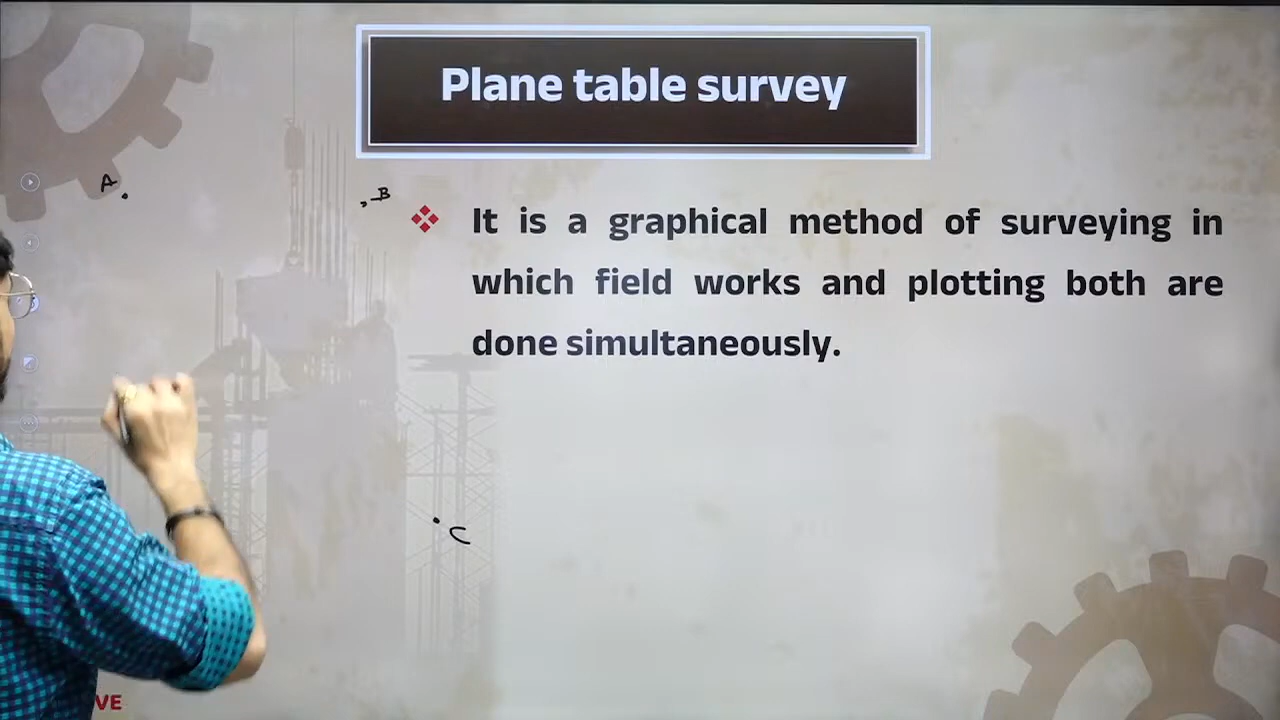 Plane table survey
A
B
It is a graphical method of surveying in
which field works and plotting both are
done simultaneously.
C
VE